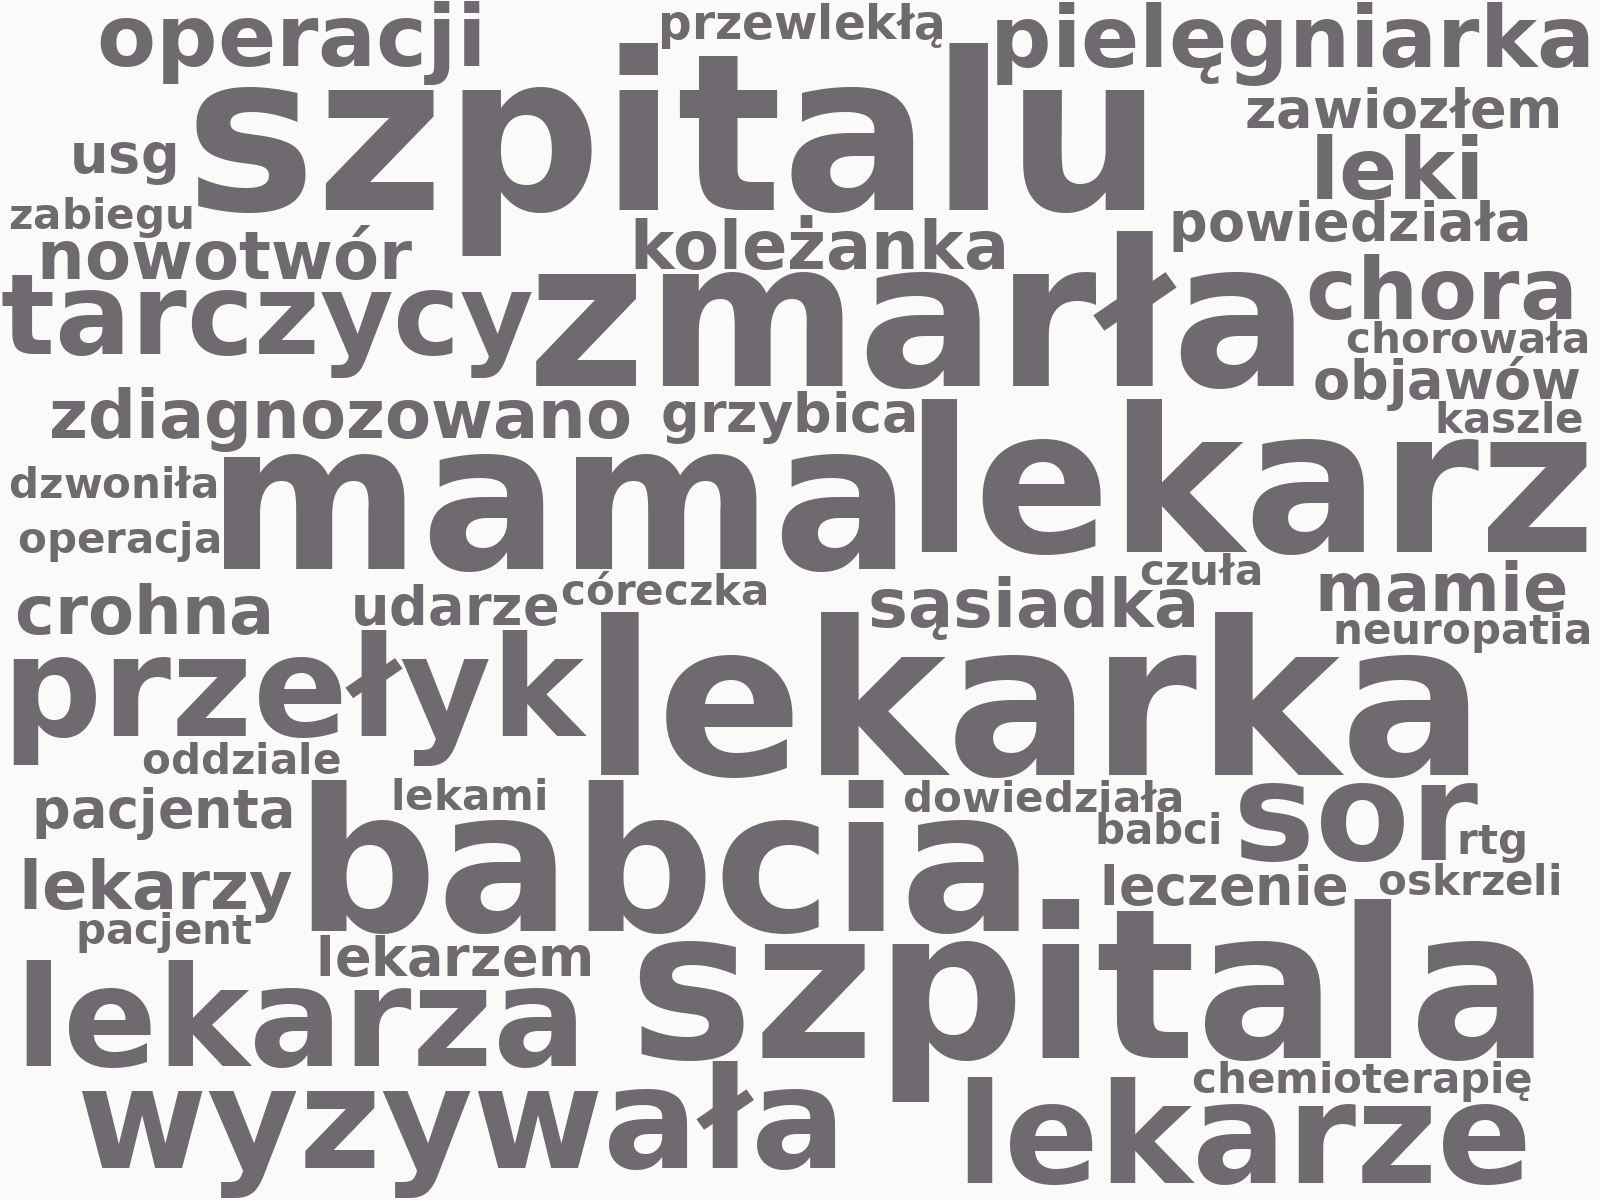 operacji
przewlekłą
pielęgniarka
szpitalu
zawiozłem
usg
leki
zabiegu
powiedziała
nowotwór
koleżanka
tarczycy
zmarła
chora
chorowała
objawów
zdiagnozowano
grzybica
kaszle
mama
lekarz
dzwoniła
operacja
czuła
córeczka
mamie
crohna
udarze
sąsiadka
neuropatia
przełyk
lekarka
oddziale
lekami
dowiedziała
pacjenta
babcia
babci
sor
rtg
lekarzy
leczenie
oskrzeli
pacjent
lekarzem
szpitala
lekarza
chemioterapię
wyzywała
lekarze